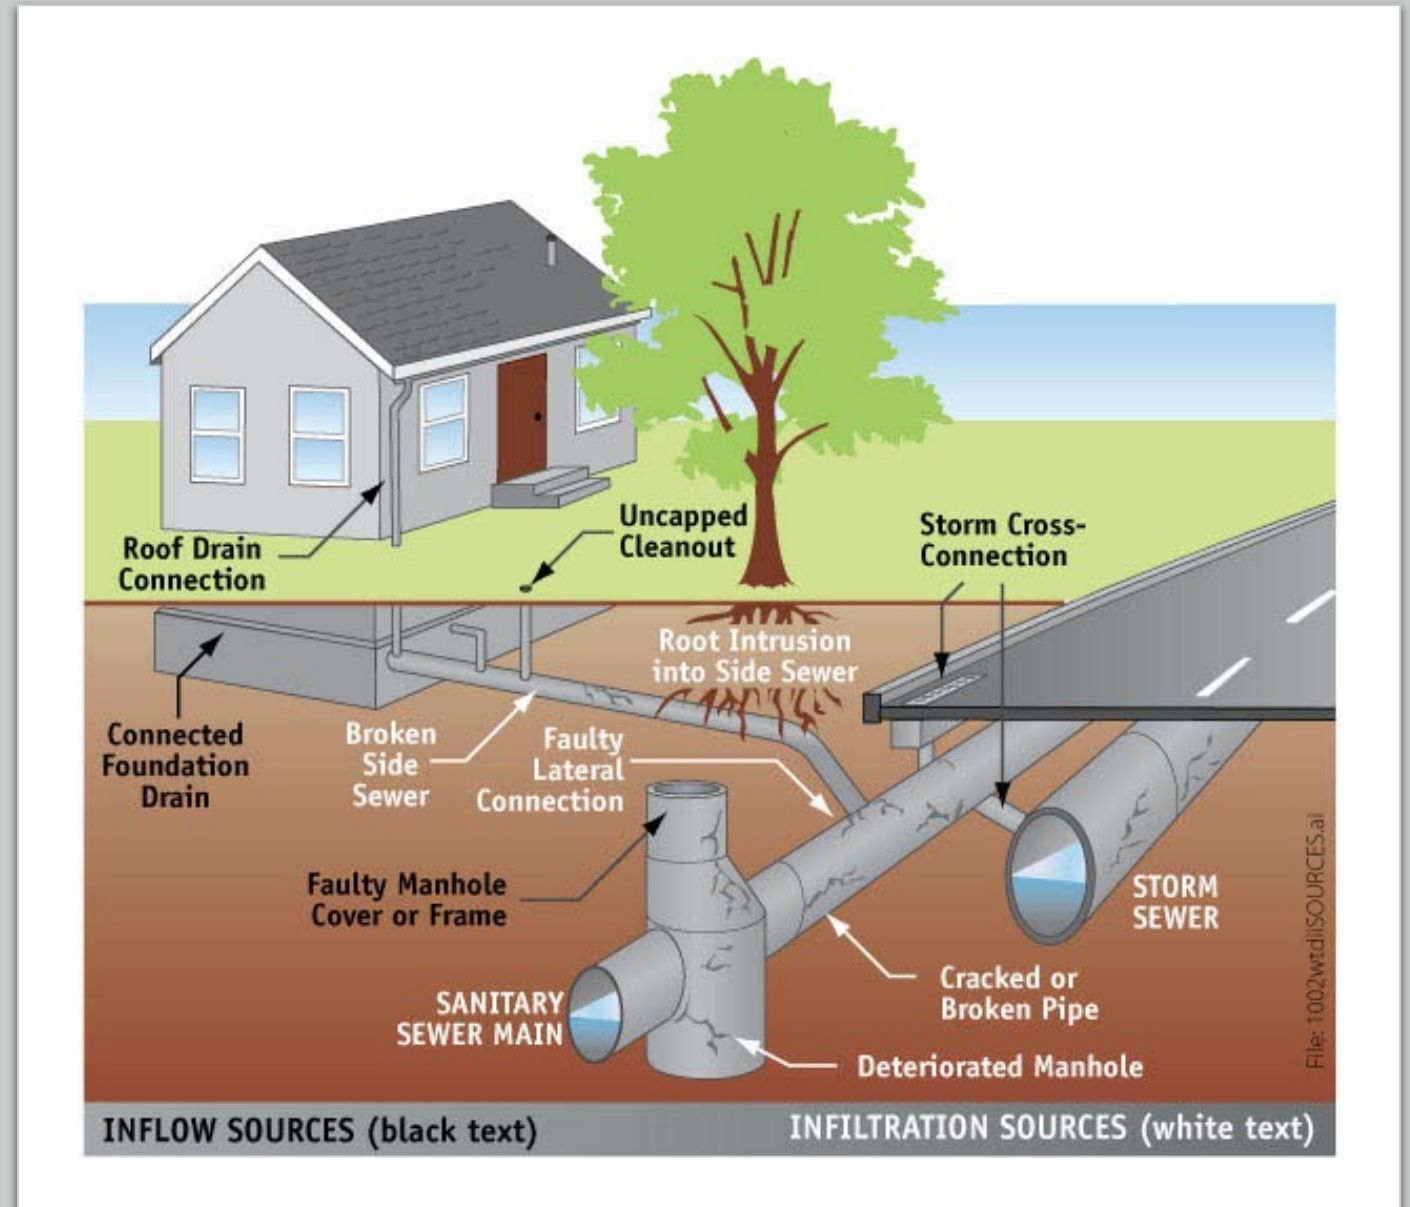 Uncapped
Cleanout
Storm Cross-
Connection
Roof Drain
Connection
Root Intrusion
into Side Sewer
Connected
Foundation
Drain
Broken
Side
Sewer
Faulty
Lateral
Connection
Faulty Manhole
Cover or Frame
STORM
SEWER
Cracked or
Broken Pipe
SANITARY
SEWER MAIN
Deteriorated Manhole
File: 1002wtdIISOURCES.ai
INFLOW SOURCES (black text)
INFILTRATION SOURCES (white text)